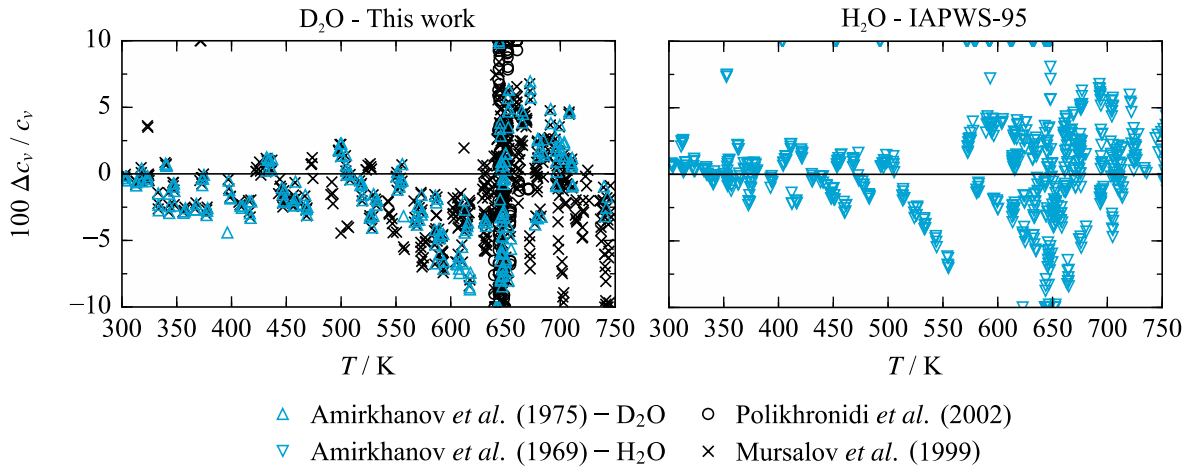 D₂O - This work
H₂O - IAPWS-95
100 Δcᵥ / cᵥ
10
5
0
−5
−10
300 350 400 450 500 550 600 650 700 750
300 350 400 450 500 550 600 650 700 750
T / K
T / K
Amirkhanov et al. (1975) – D₂O
Polikhronidi et al. (2002)
Amirkhanov et al. (1969) – H₂O
Mursalov et al. (1999)